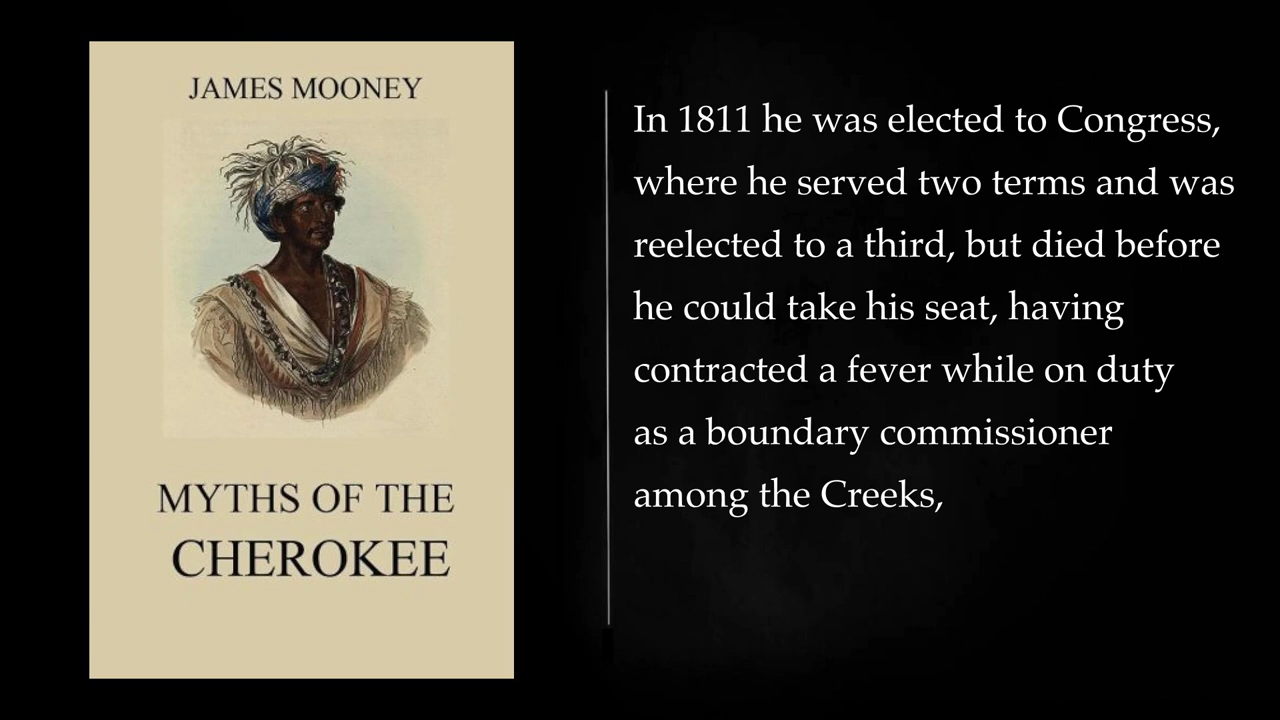 JAMES MOONEY
MYTHS OF THE
CHEROKEE
In 1811 he was elected to Congress,
where he served two terms and was
reelected to a third, but died before
he could take his seat, having
contracted a fever while on duty
as a boundary commissioner
among the Creeks,